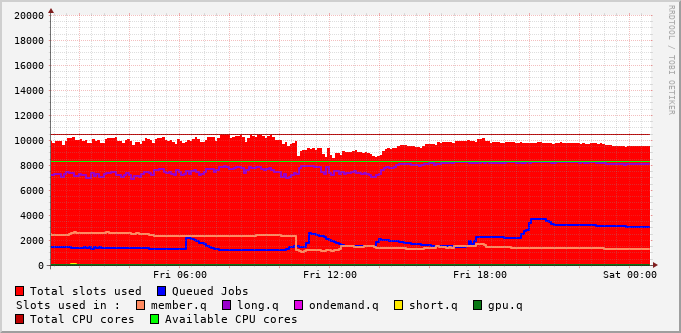 20000
18000
16000
14000
12000
10000
8000
6000
4000
2000
0
Fri 06:00 Fri 12:00 Fri 18:00 Sat 00:00
RRDTOOL / TOBI OETIKER
Total slots used Queued Jobs
Slots used in : member.q long.q ondemand.q short.q gpu.q
Total CPU cores Available CPU cores